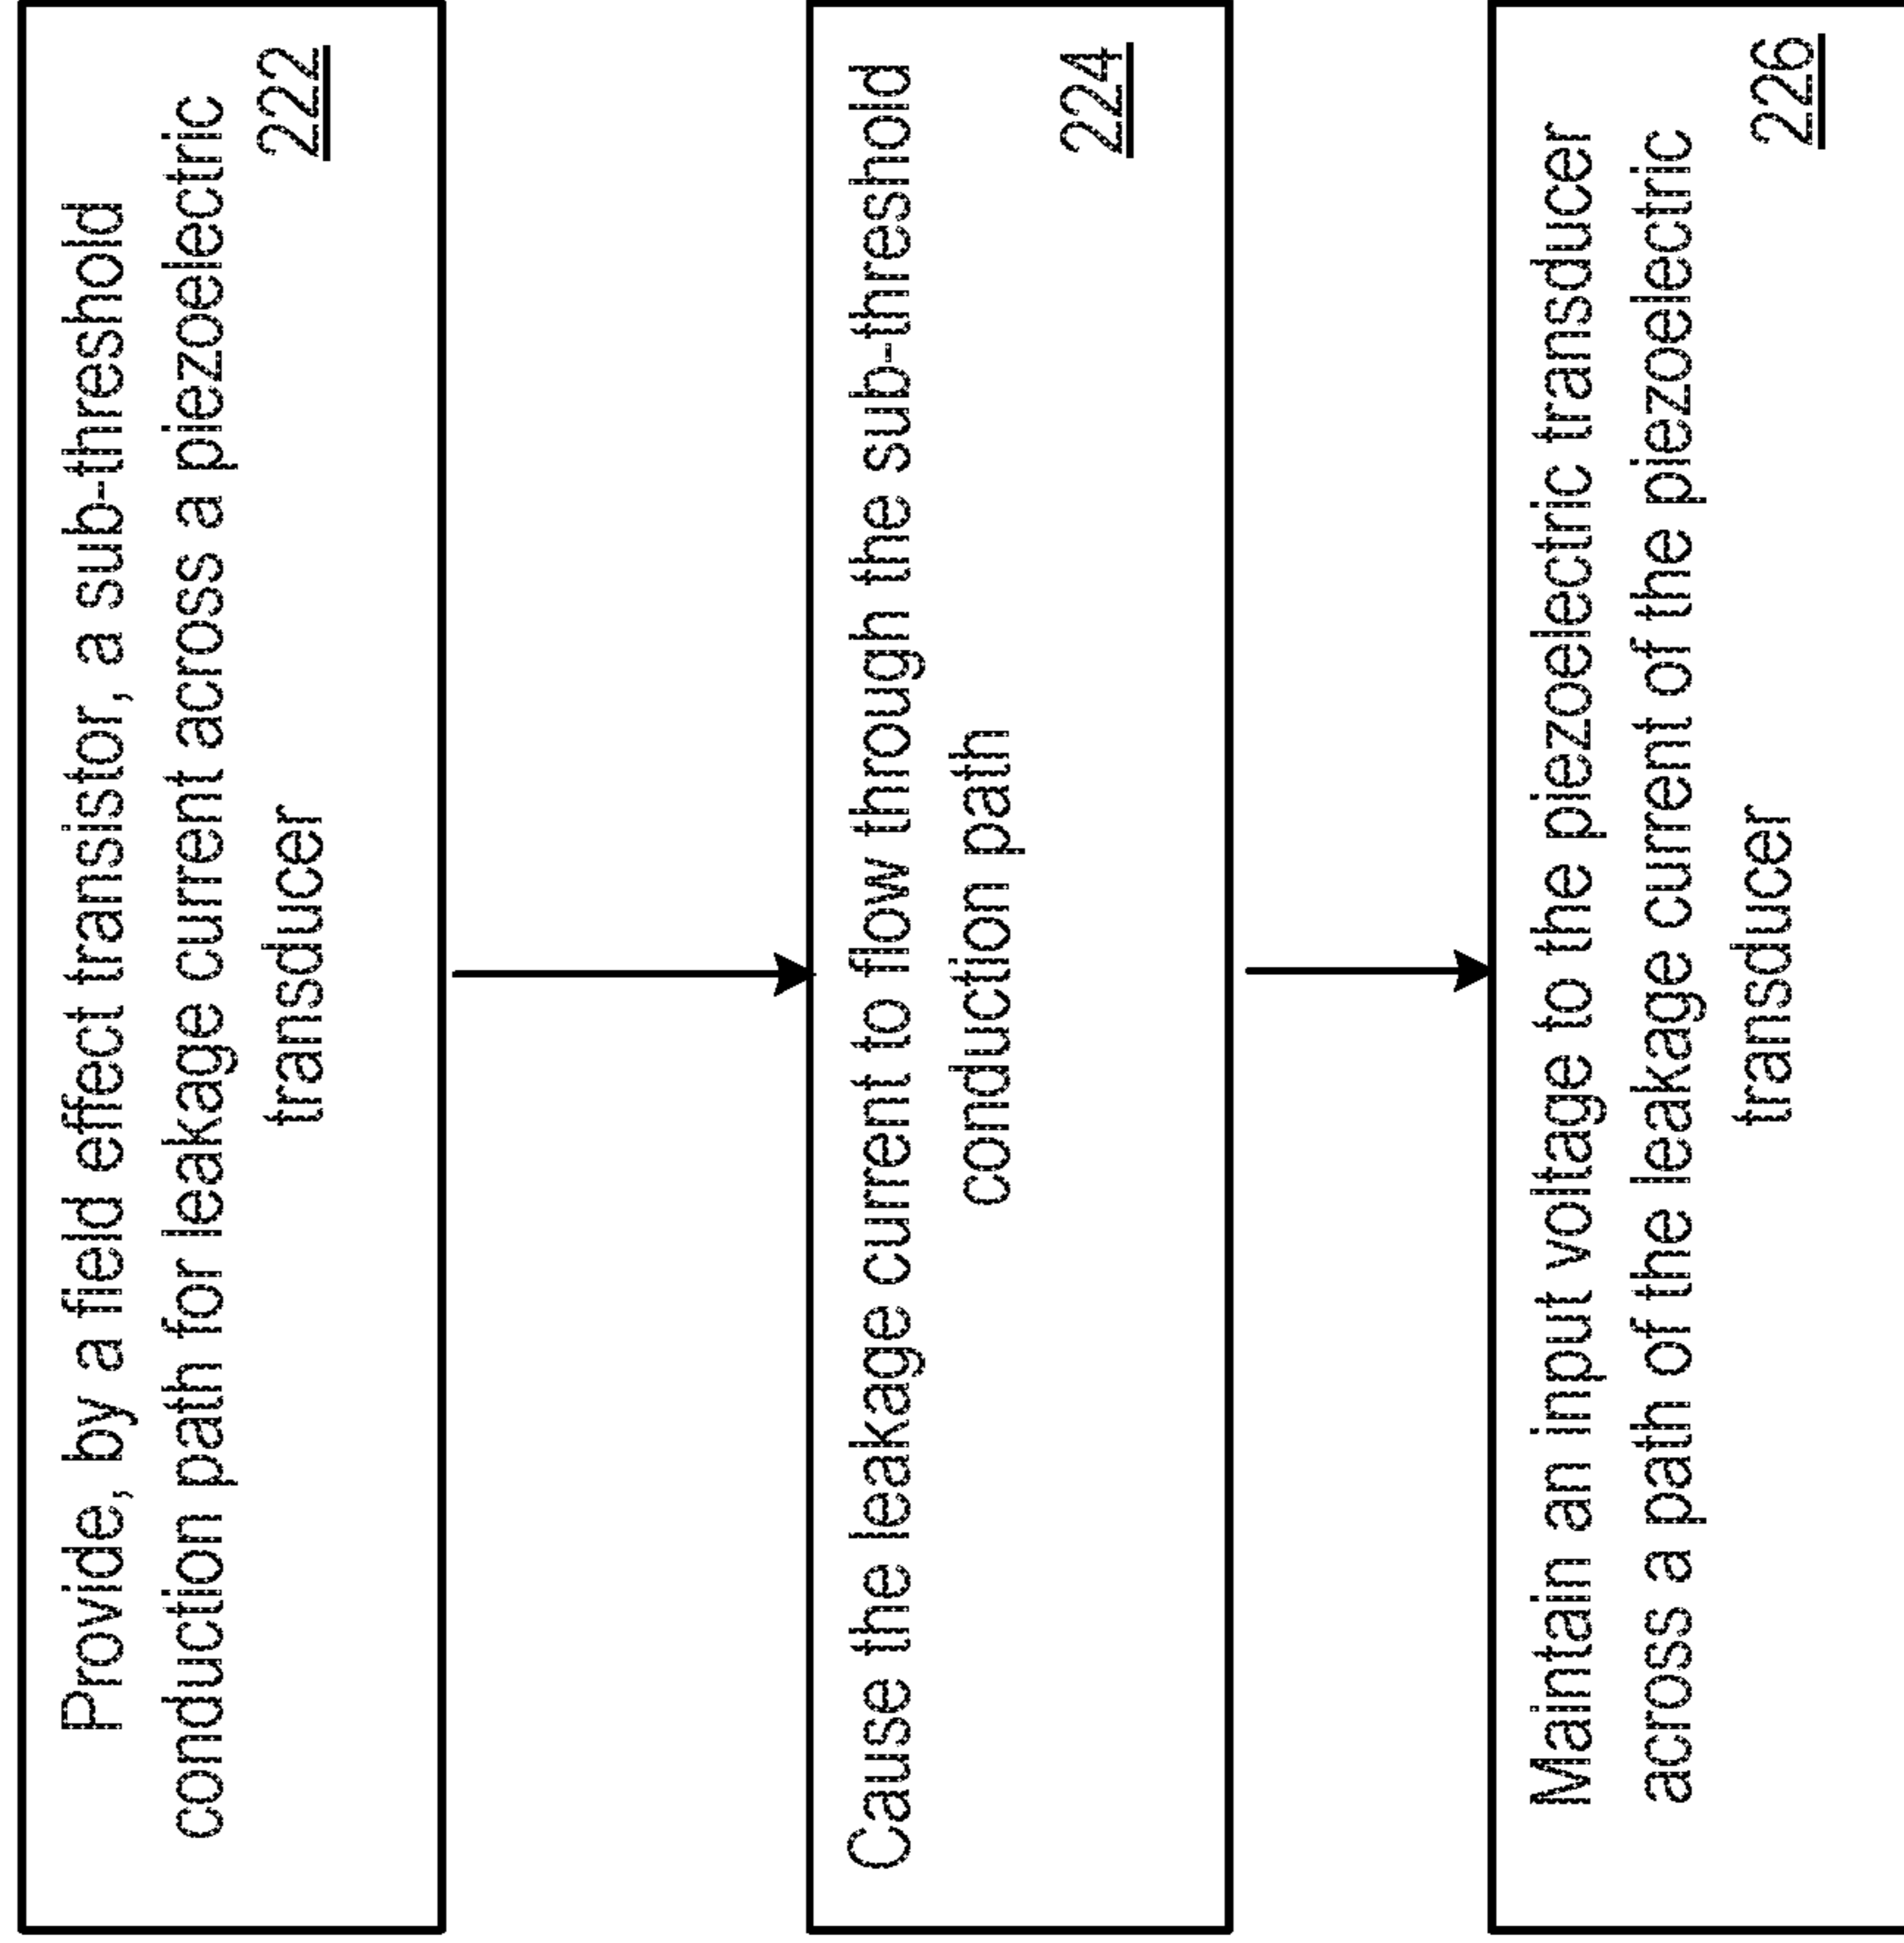 Provide, by a field effect transistor, a sub-threshold
conduction path for leakage current across a piezoelectric
transducer
222
Cause the leakage current to flow through the sub-threshold
conduction path
224
Maintain an input voltage to the piezoelectric transducer
across a path of the leakage current of the piezoelectric
transducer
226